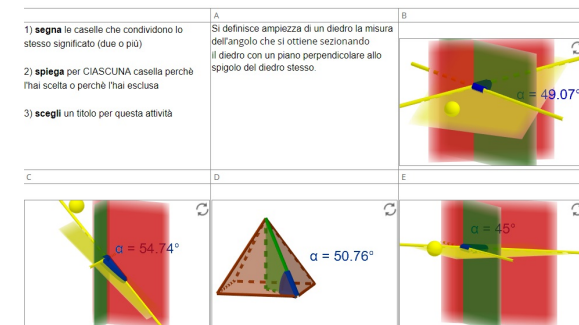 A
B
1) segna le caselle che condividono lo
stesso significato (due o più)
2) spiega per CIASCUNA casella perchè
l'hai scelta o perchè l'hai esclusa
3) scegli un titolo per questa attività
Si definisce ampiezza di un diedro la misura
dell'angolo che si ottiene sezionando
il diedro con un piano perpendicolare allo
spigolo del diedro stesso.
α = 49.07°
C
D
E
α = 54.74°
α = 50.76°
α = 45°